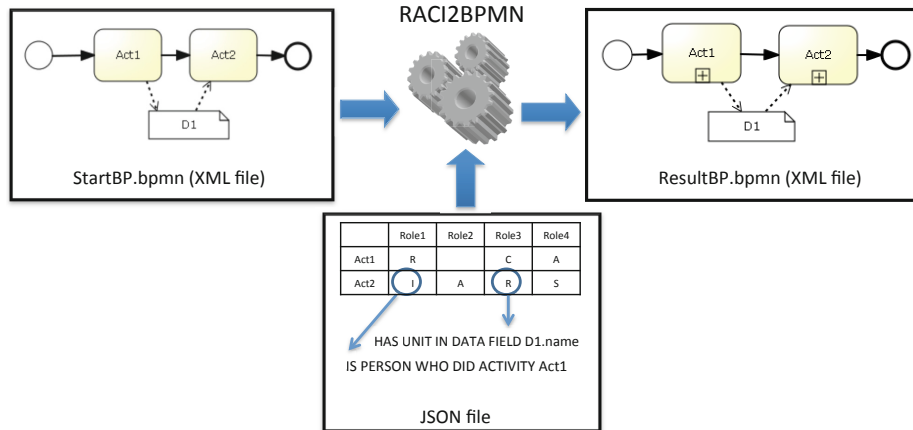 RACI2BPMN
Act1 Act2
D1
StartBP.bpmn (XML file)
Act1 Act2
D1
ResultBP.bpmn (XML file)
Role1 Role2 Role3 Role4
Act1 R C A
Act2 I A R S
HAS UNIT IN DATA FIELD D1.name
IS PERSON WHO DID ACTIVITY Act1
JSON file